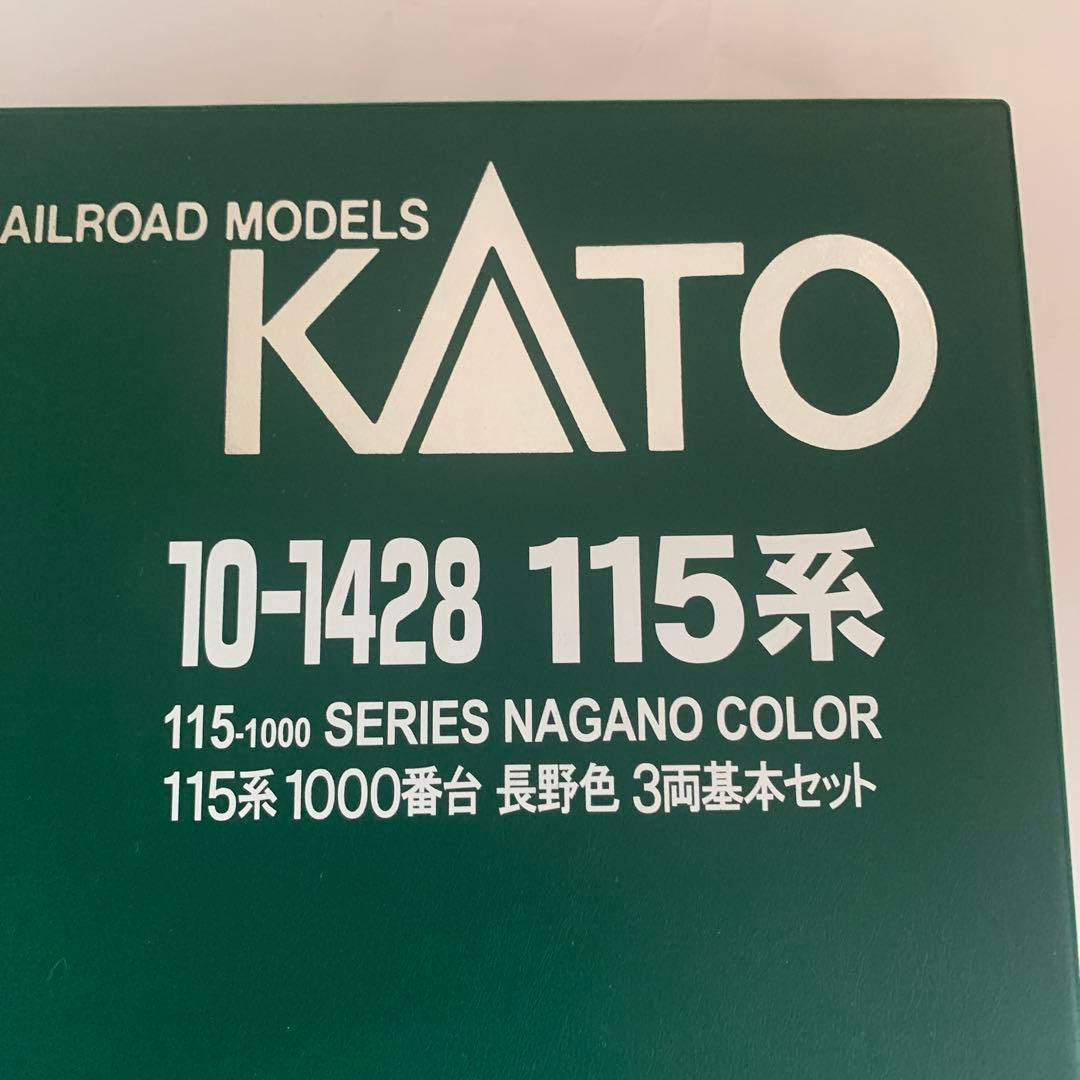 AILROAD MODELS
KATO
10-1428 115系
115-1000 SERIES NAGANO COLOR
115系 1000番台 長野色 3両基本セット